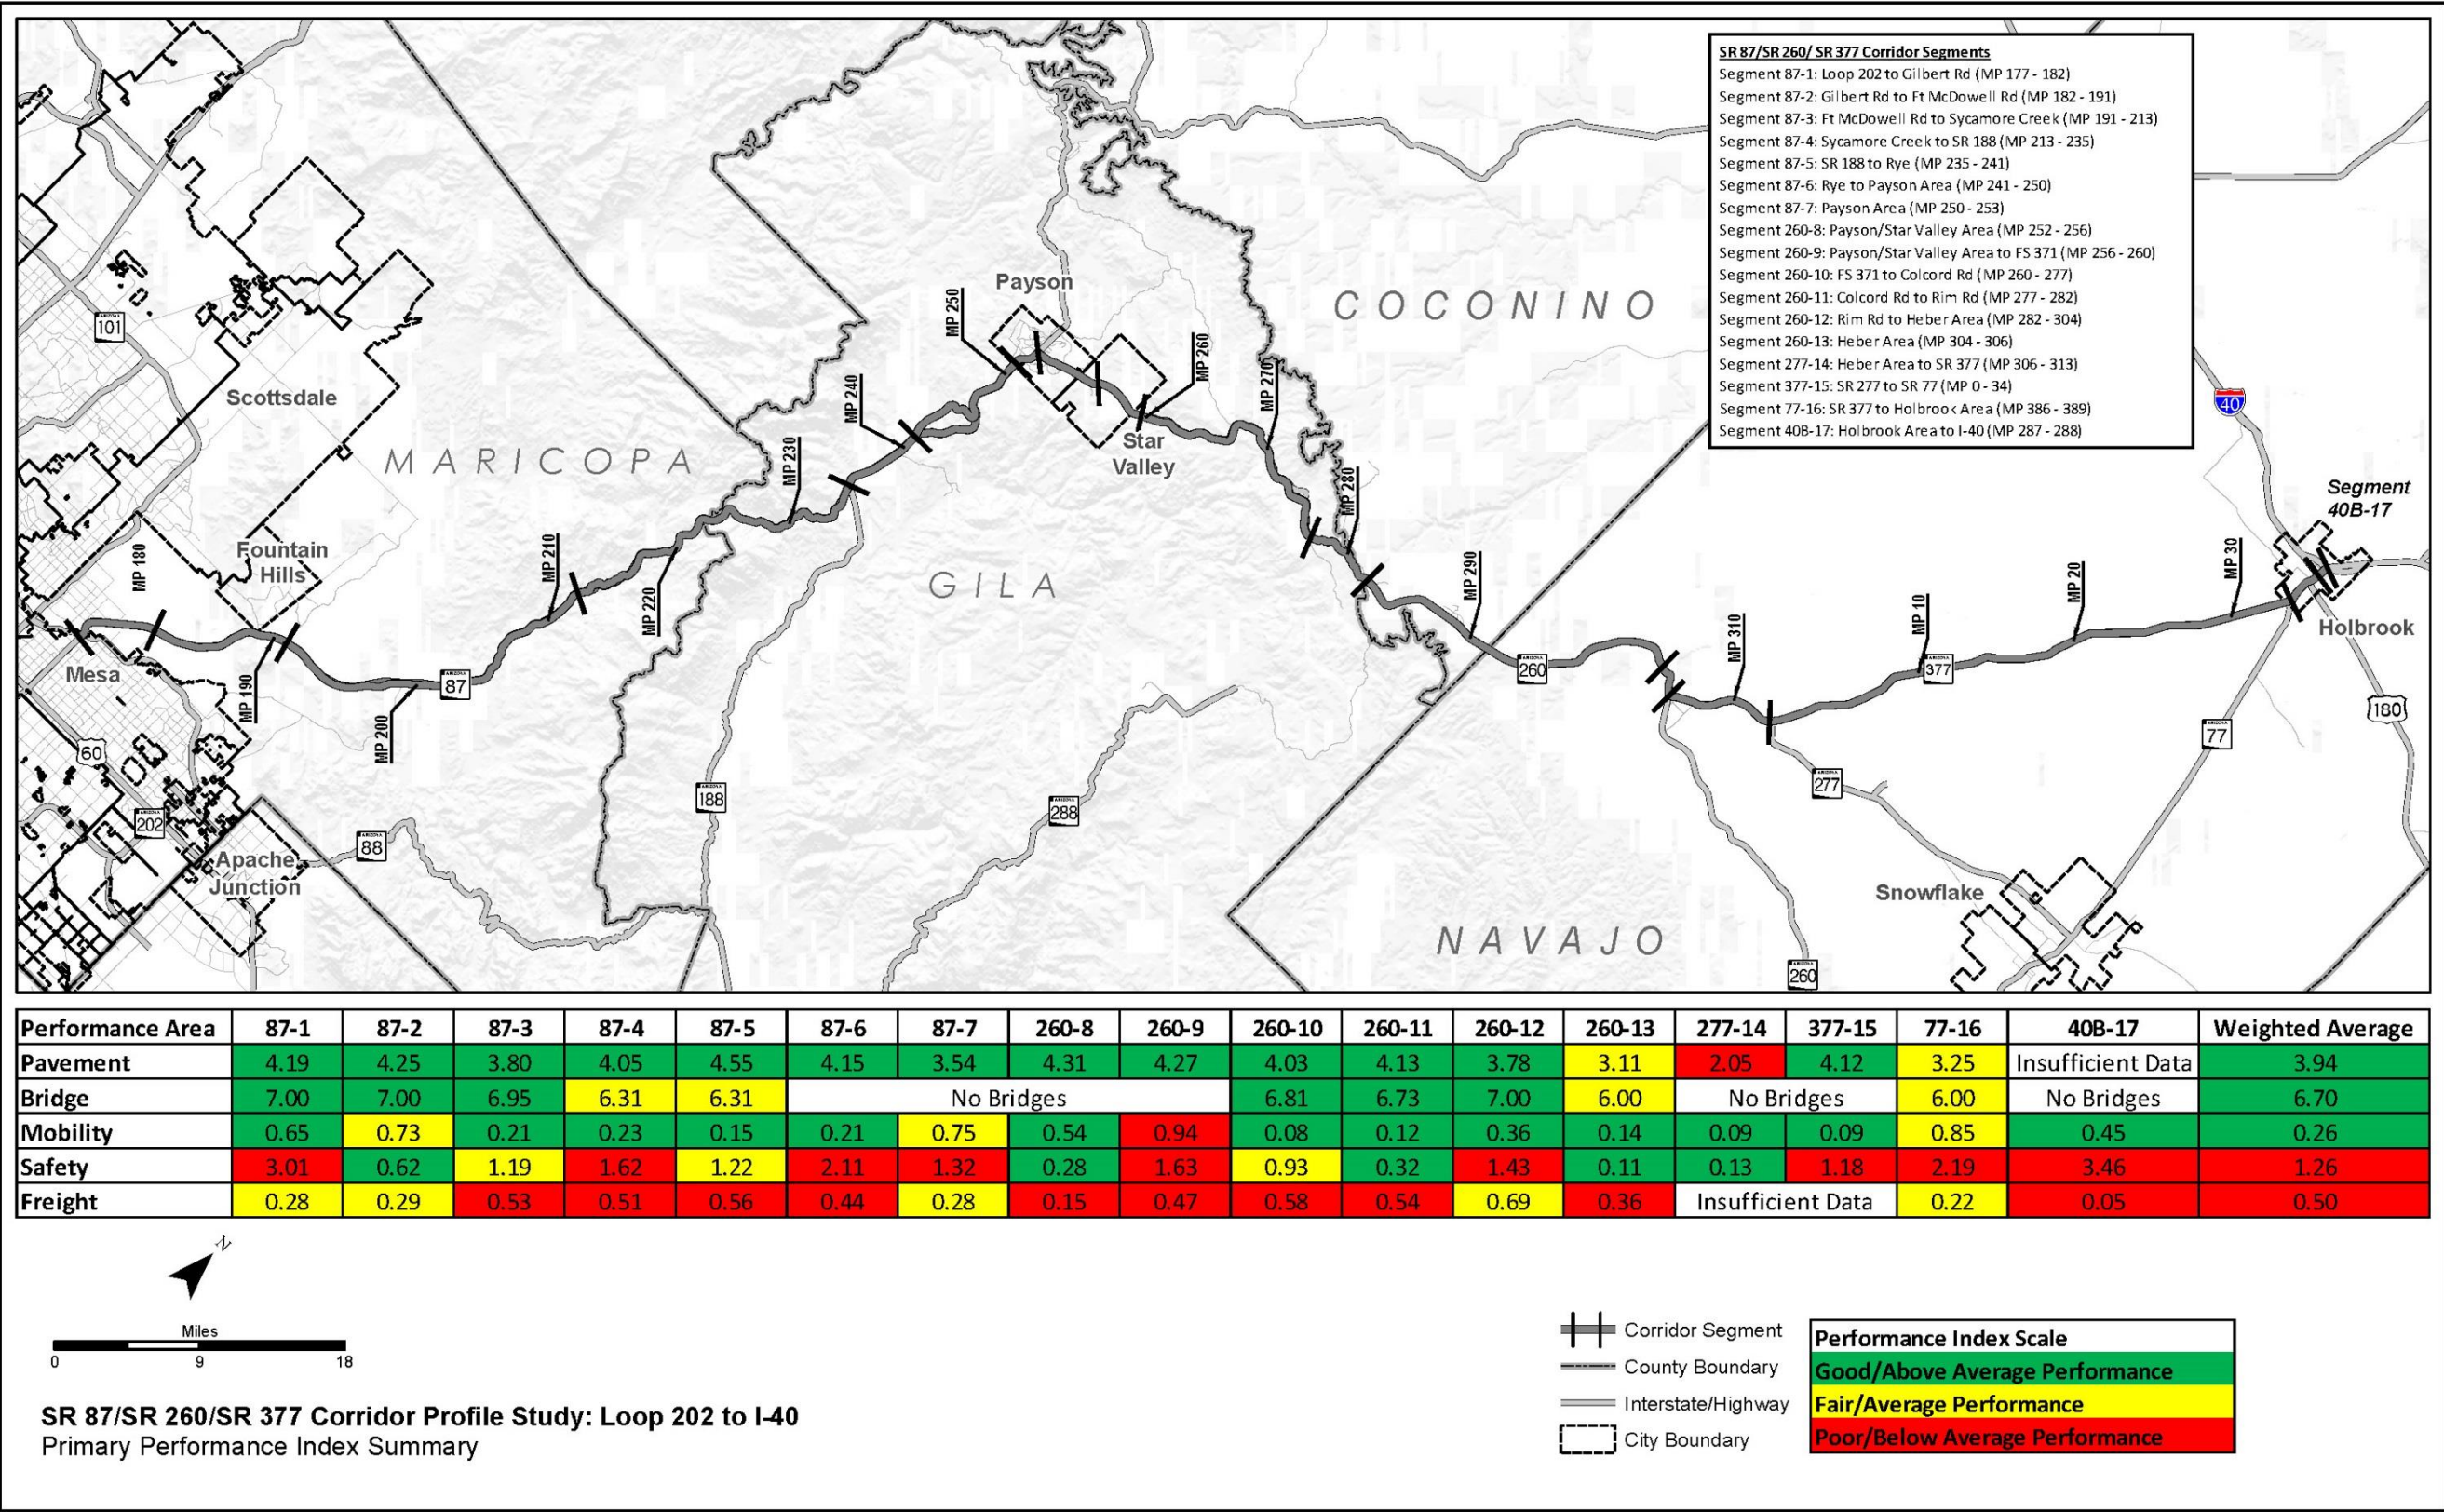 SR 87/SR 260/ SR 377 Corridor Segments
Segment 87-1: Loop 202 to Gilbert Rd (MP 177 - 182)
Segment 87-2: Gilbert Rd to Ft McDowell Rd (MP 182 - 191)
Segment 87-3: Ft McDowell Rd to Sycamore Creek (MP 191 - 213)
Segment 87-4: Sycamore Creek to SR 188 (MP 213 - 235)
Segment 87-5: SR 188 to Rye (MP 235 - 241)
Segment 87-6: Rye to Payson Area (MP 241 - 250)
Segment 87-7: Payson Area (MP 250 - 253)
Segment 260-8: Payson/Star Valley Area (MP 252 - 256)
Segment 260-9: Payson/Star Valley Area to FS 371 (MP 256 - 260)
Segment 260-10: FS 371 to Colcord Rd (MP 260 - 277)
Segment 260-11: Colcord Rd to Rim Rd (MP 277 - 282)
Segment 260-12: Rim Rd to Heber Area (MP 282 - 304)
Segment 260-13: Heber Area (MP 304 - 306)
Segment 277-14: Heber Area to SR 377 (MP 306 - 313)
Segment 377-15: SR 277 to SR 77 (MP 0 - 34)
Segment 77-16: SR 377 to Holbrook Area (MP 386 - 389)
Segment 40B-17: Holbrook Area to I-40 (MP 287 - 288)
Payson
MP 250
COCONINO
101
MP 260
MP 240
MP 270
Scottsdale
40
MARICOPA
MP 230
Star
Valley
MP 280
Segment
40B-17
MP 180
Fountain
Hills
MP 210
MP 220
GILA
MP 290
MP 310
MP 10
MP 20
MP 30
Holbrook
Mesa
MP 190
87
MP 200
260
377
180
60
77
202
188
288
277
88
Apache
Junction
Snowflake
NAVAJO
260
Performance Area 87-1 87-2 87-3 87-4 87-5 87-6 87-7 260-8 260-9 260-10 260-11 260-12 260-13 277-14 377-15 77-16 40B-17 Weighted Average
Pavement 4.19 4.25 3.80 4.05 4.55 4.15 3.54 4.31 4.27 4.03 4.13 3.78 3.11 2.05 4.12 3.25 Insufficient Data 3.94
Bridge 7.00 7.00 6.95 6.31 6.31 No Bridges 6.81 6.73 7.00 6.00 No Bridges 6.00 No Bridges 6.70
Mobility 0.65 0.73 0.21 0.23 0.15 0.21 0.75 0.54 0.94 0.08 0.12 0.36 0.14 0.09 0.09 0.85 0.45 0.26
Safety 3.01 0.62 1.19 1.62 1.22 2.11 1.32 0.28 1.63 0.93 0.32 1.43 0.11 0.13 1.18 2.19 3.46 1.26
Freight 0.28 0.29 0.53 0.51 0.56 0.44 0.28 0.15 0.47 0.58 0.54 0.69 0.36 Insufficient Data 0.22 0.05 0.50
N
Miles
0 9 18
SR 87/SR 260/SR 377 Corridor Profile Study: Loop 202 to I-40
Primary Performance Index Summary
Corridor Segment
County Boundary
Interstate/Highway
City Boundary
Performance Index Scale
Good/Above Average Performance
Fair/Average Performance
Poor/Below Average Performance